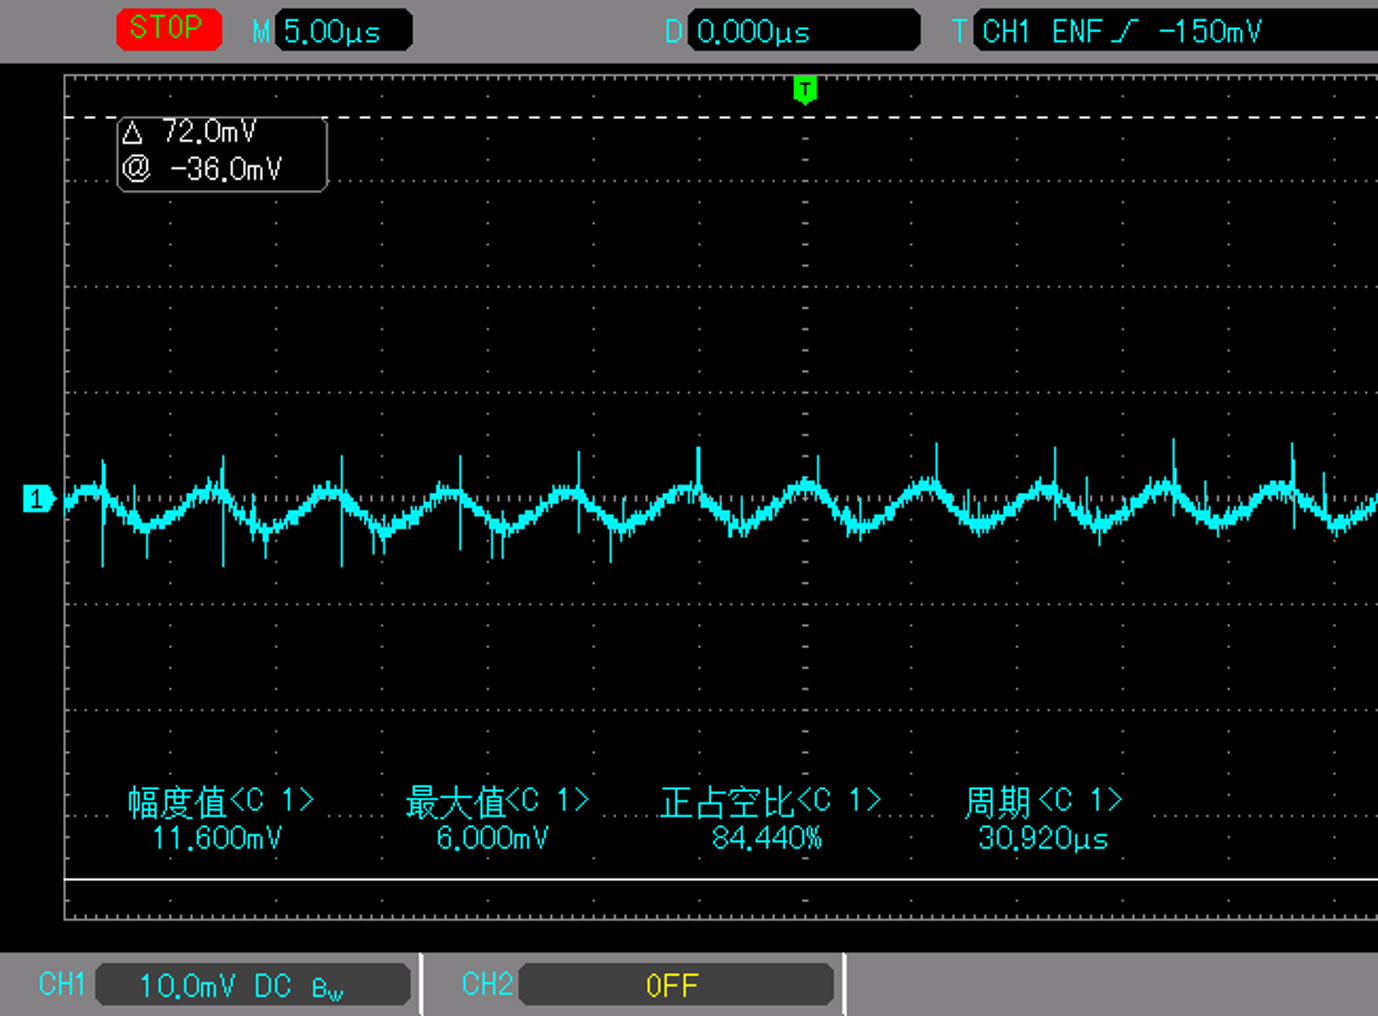 STOP M 5.00μs D 0.000μs T CH1 ENF -150mV
T
Δ 72.0mV
@ -36.0mV
1
幅度值<C 1> 最大值<C 1> 正占空比<C 1> 周期<C 1>
11.600mV 6.000mV 84.440% 30.920μs
CH1 10.0mV DC Bw CH2 OFF